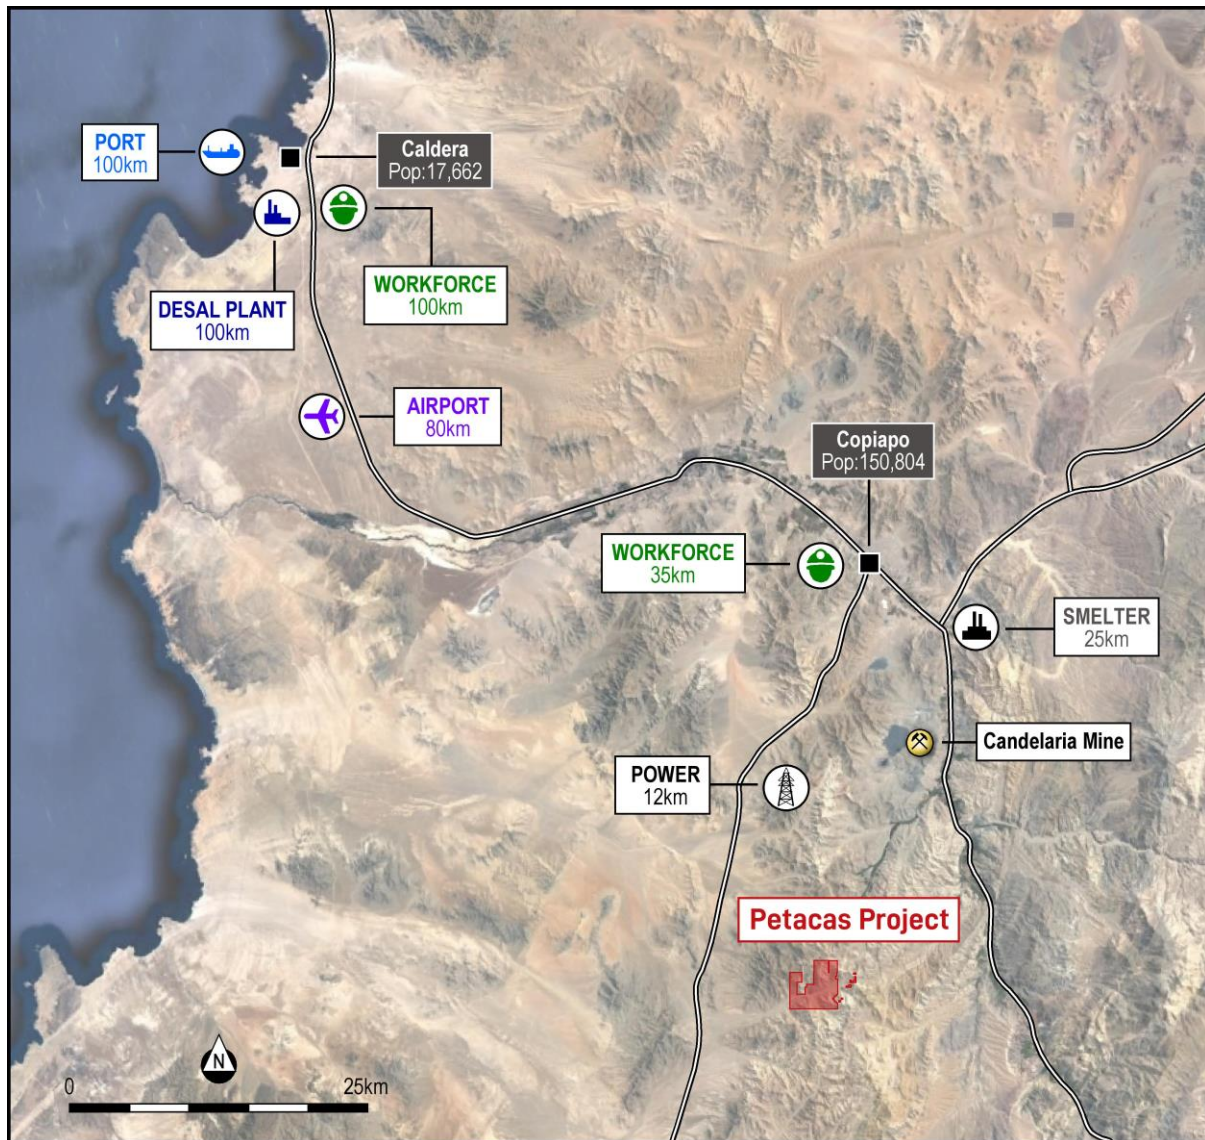 PORT
100km
Caldera
Pop:17,662
WORKFORCE
100km
DESAL PLANT
100km
AIRPORT
80km
Copiapo
Pop:150,804
WORKFORCE
35km
SMELTER
25km
Candelaria Mine
POWER
12km
Petacas Project
N
0
25km